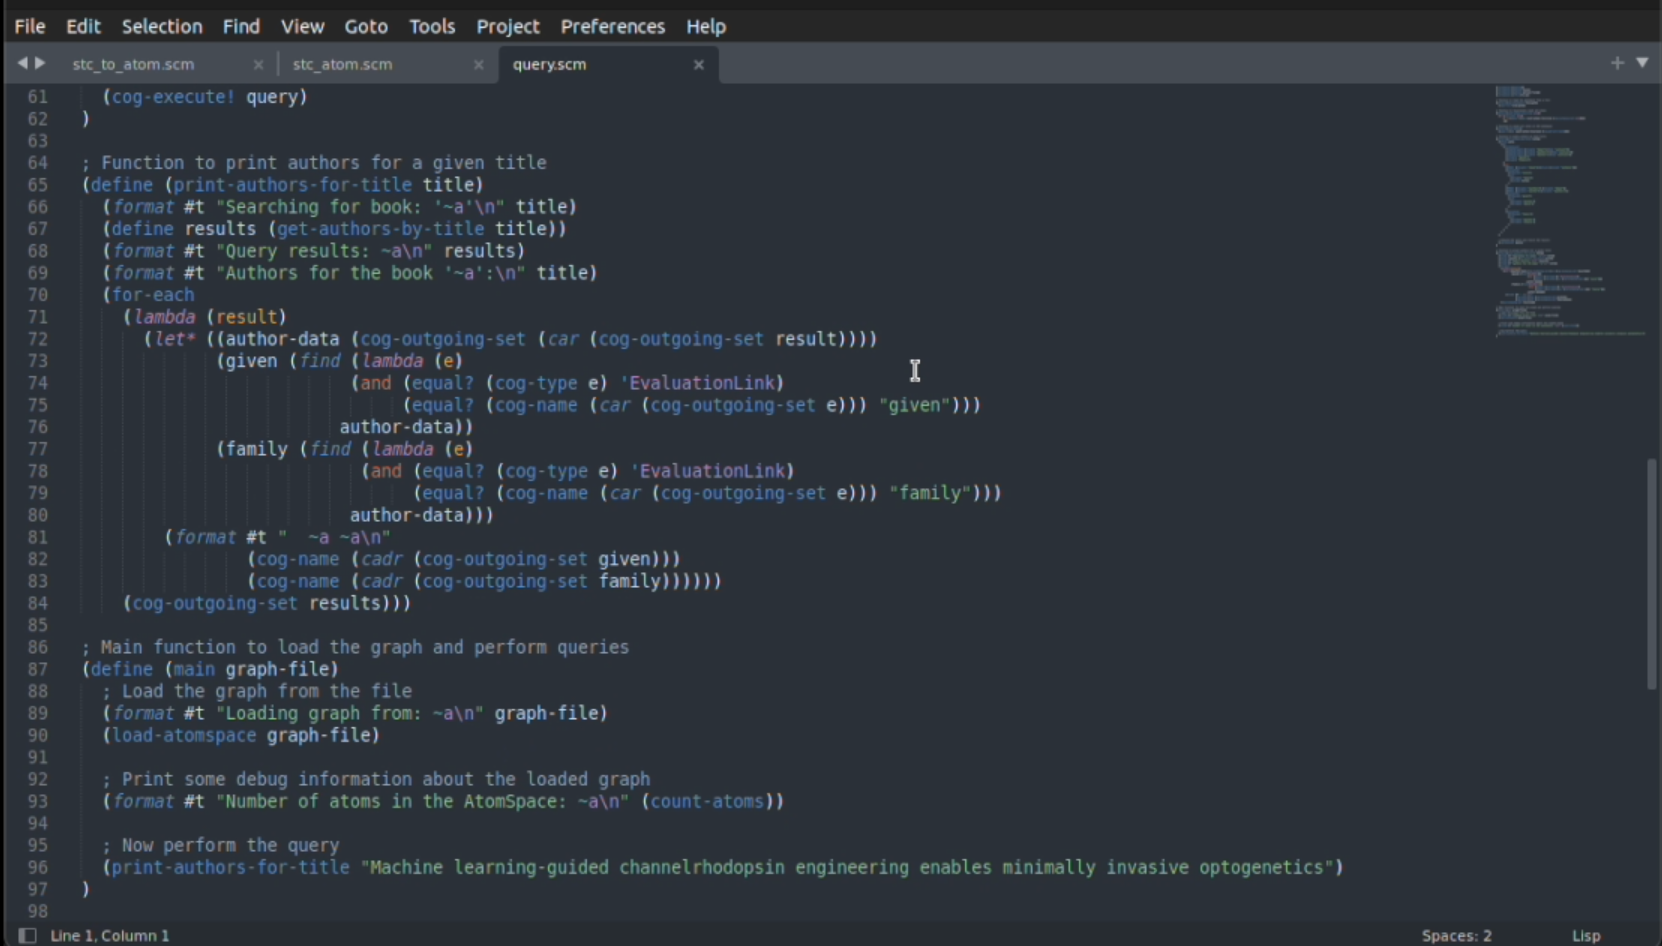 File Edit Selection Find View Goto Tools Project Preferences Help
stc_to_atom.scm × stc_atom.scm × query.scm ×
61 (cog-execute! query)
62 )
63
64 ; Function to print authors for a given title
65 (define (print-authors-for-title title)
66 (format #t "Searching for book: '~a'\n" title)
67 (define results (get-authors-by-title title))
68 (format #t "Query results: ~a\n" results)
69 (format #t "Authors for the book '~a':\n" title)
70 (for-each
71 (lambda (result)
72 (let* ((author-data (cog-outgoing-set (car (cog-outgoing-set result))))
73 (given (find (lambda (e)
74 (and (equal? (cog-type e) 'EvaluationLink)
75 (equal? (cog-name (car (cog-outgoing-set e))) "given")))
76 author-data))
77 (family (find (lambda (e)
78 (and (equal? (cog-type e) 'EvaluationLink)
79 (equal? (cog-name (car (cog-outgoing-set e))) "family")))
80 author-data)))
81 (format #t "  ~a ~a\n"
82 (cog-name (cadr (cog-outgoing-set given)))
83 (cog-name (cadr (cog-outgoing-set family))))))
84 (cog-outgoing-set results)))
85
86 ; Main function to load the graph and perform queries
87 (define (main graph-file)
88 ; Load the graph from the file
89 (format #t "Loading graph from: ~a\n" graph-file)
90 (load-atomspace graph-file)
91
92 ; Print some debug information about the loaded graph
93 (format #t "Number of atoms in the AtomSpace: ~a\n" (count-atoms))
94
95 ; Now perform the query
96 (print-authors-for-title "Machine learning-guided channelrhodopsin engineering enables minimally invasive optogenetics")
97 )
98
Line 1, Column 1 Spaces: 2 Lisp